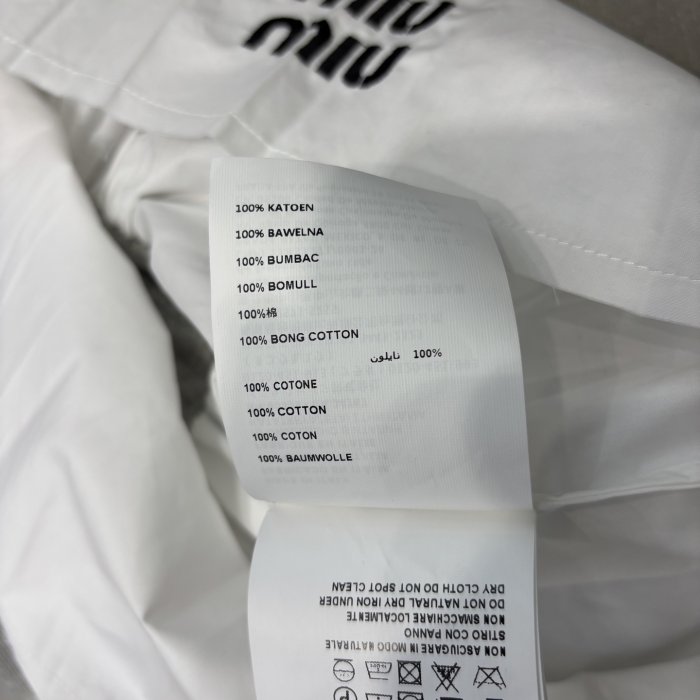 miu
miu
100% KATOEN
100% BAWELNA
100% BUMBAC
100% BOMULL
100%棉
100% BONG COTTON
100% نايلون
100% COTONE
100% COTTON
100% COTON
100% BAUMWOLLE
NON ASCIUGARE IN MODO NATURALE
STIRO CON PANNO
NON SMACCHIARE LOCALMENTE
DO NOT NATURAL DRY IRON UNDER
DRY CLOTH DO NOT SPOT CLEAN